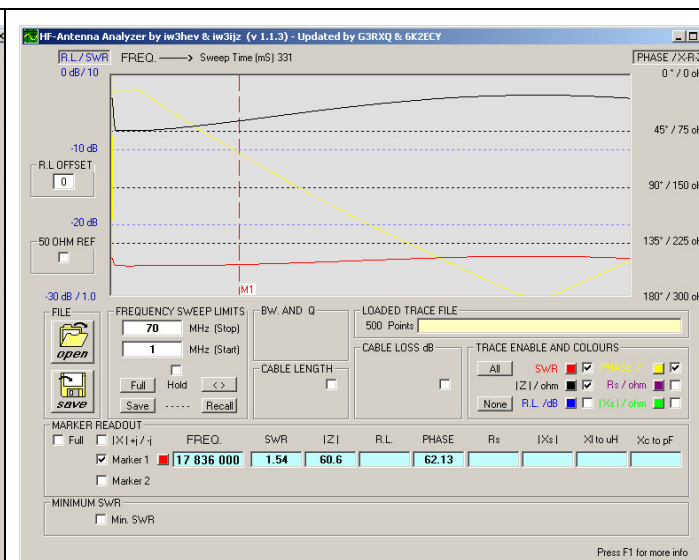 HF-Antenna Analyzer by iw3hev & iw3ijz (v 1.1.3) - Updated by G3RXQ & 6K2ECY
R.L./SWR FREQ. Sweep Time (mS) 331 PHASE / X-R-Z
0 dB/ 10 0 ° / 0 oh
45° / 75 oh
-10 dB
R.L OFFSET
0
90° / 150 oh
-20 dB
50 OHM REF
135° / 225 oh
M1
-30 dB / 1.0 180° / 300 oh
FILE FREQUENCY SWEEP LIMITS BW. AND Q LOADED TRACE FILE
70 MHz (Stop) 500 Points
open 1 MHz (Start) CABLE LOSS dB TRACE ENABLE AND COLOURS
CABLE LENGTH All SWR PHASE /°
Full Hold < > |Z| / ohm Rs / ohm
save Save ----- Recall None R.L. /dB |Xs| / ohm
MARKER READOUT
Full |X| +j / -j FREQ. SWR |Z| R.L. PHASE Rs |Xs| Xl to uH Xc to pF
Marker 1 17 836 000 1.54 60.6 62.13
Marker 2
MINIMUM SWR
Min. SWR
Press F1 for more info